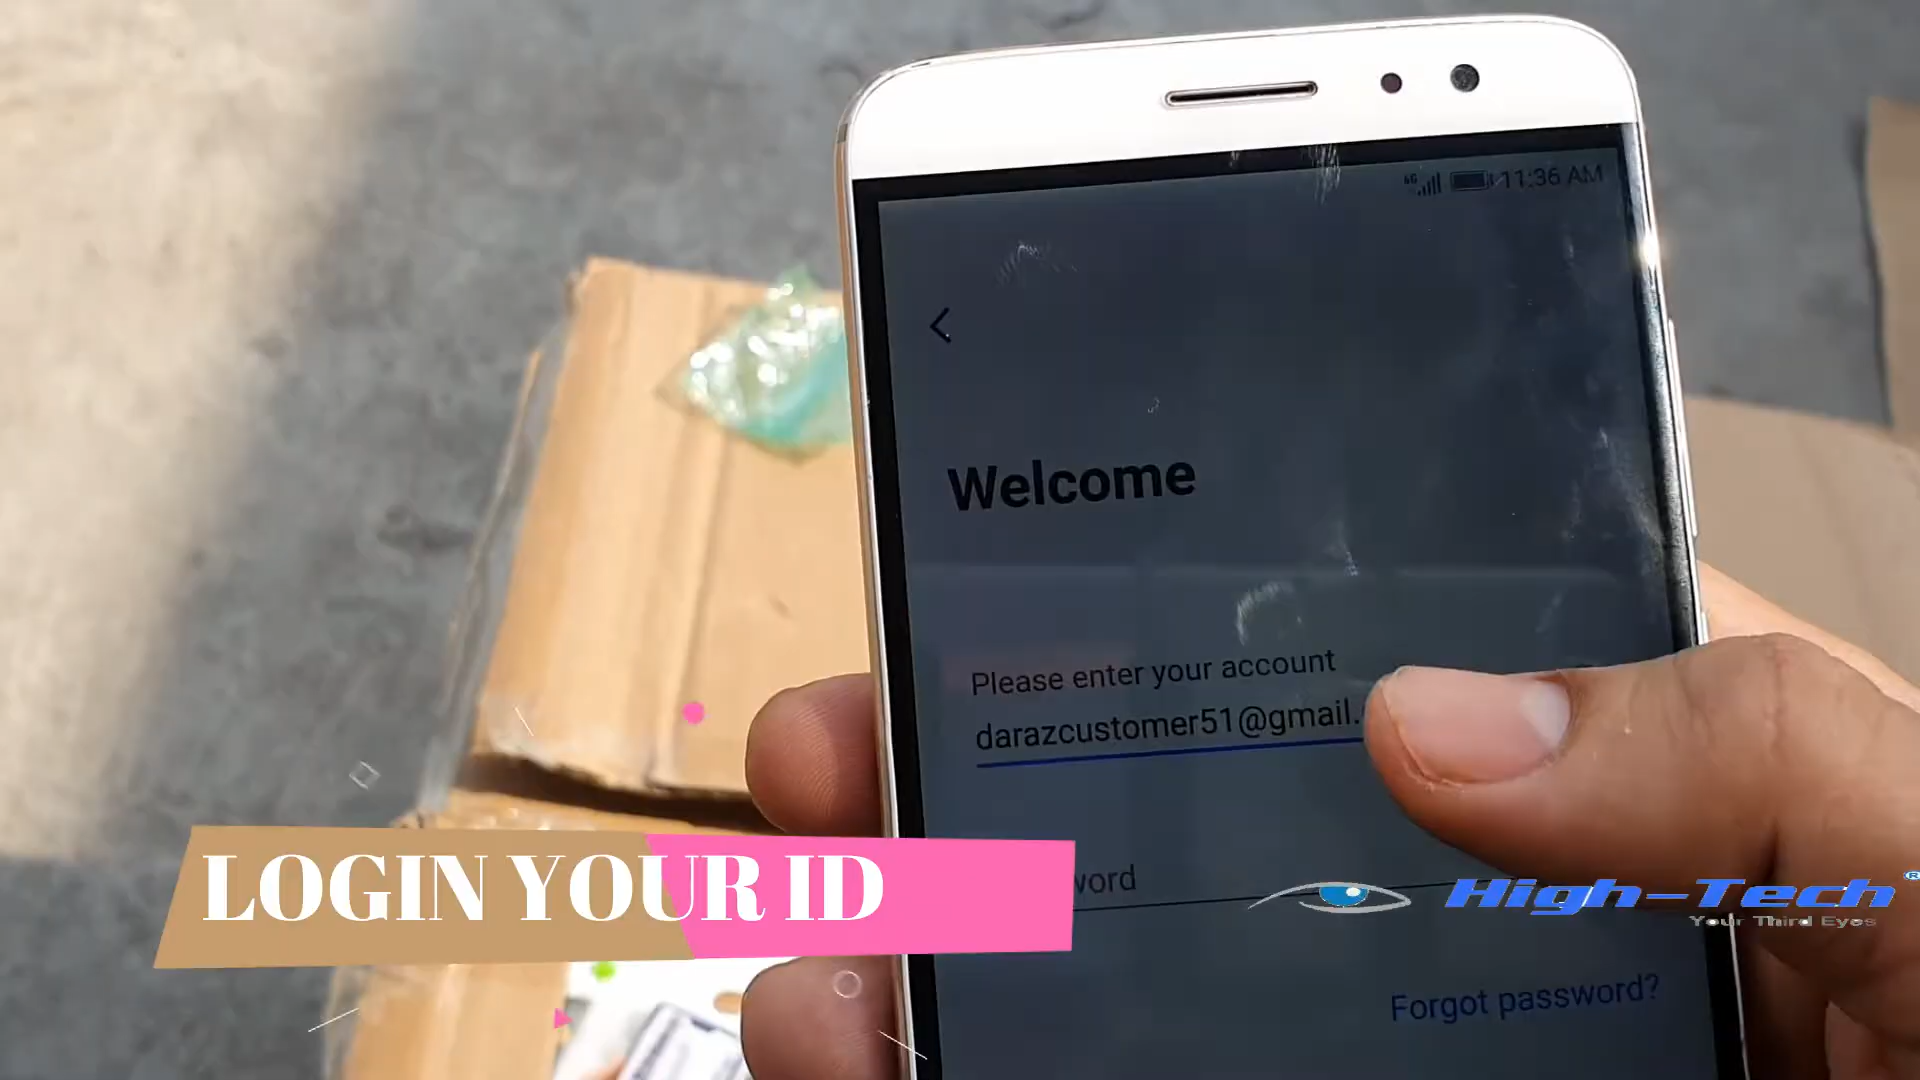 4G 11:36 AM
Welcome
Please enter your account
darazcustomer51@gmail.
LOGIN YOUR ID
High-Tech®
Your Third Eyes
Forgot password?